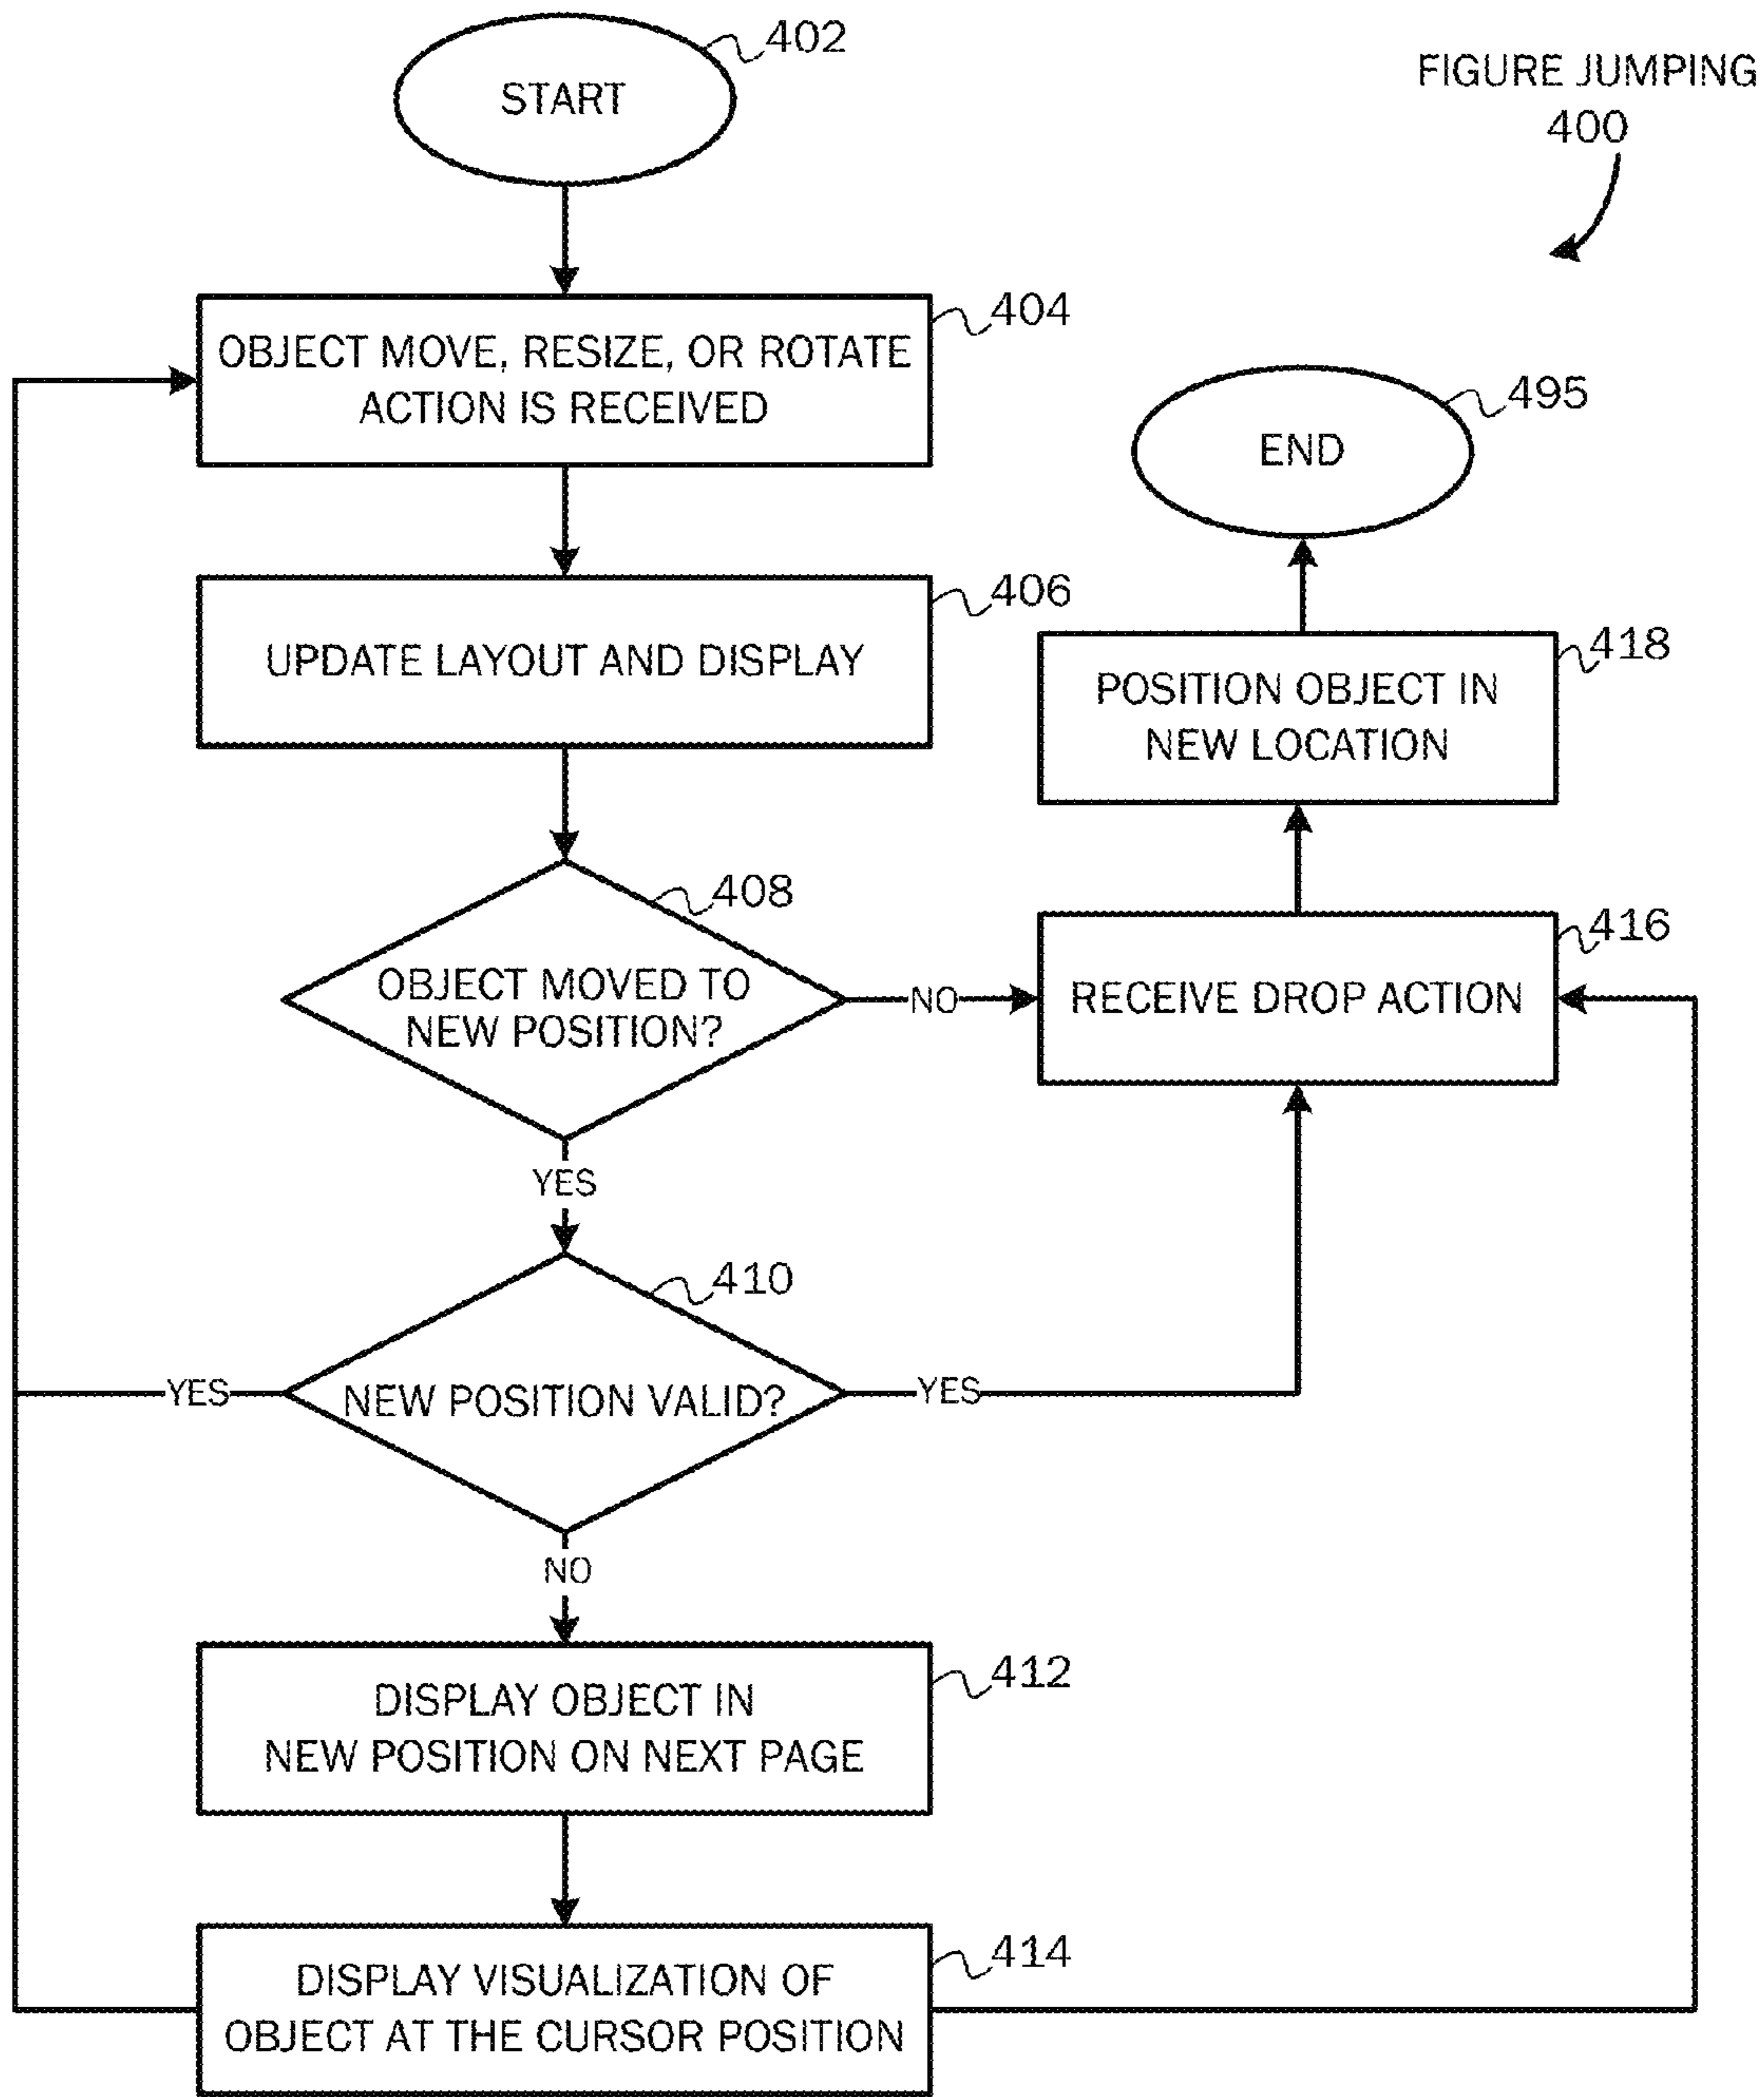 402
START
FIGURE JUMPING
400
404
OBJECT MOVE, RESIZE, OR ROTATE
ACTION IS RECEIVED
495
END
406
UPDATE LAYOUT AND DISPLAY
418
POSITION OBJECT IN
NEW LOCATION
408
OBJECT MOVED TO
NEW POSITION?
NO
416
RECEIVE DROP ACTION
YES
410
YES
NEW POSITION VALID?
YES
NO
412
DISPLAY OBJECT IN
NEW POSITION ON NEXT PAGE
414
DISPLAY VISUALIZATION OF
OBJECT AT THE CURSOR POSITION